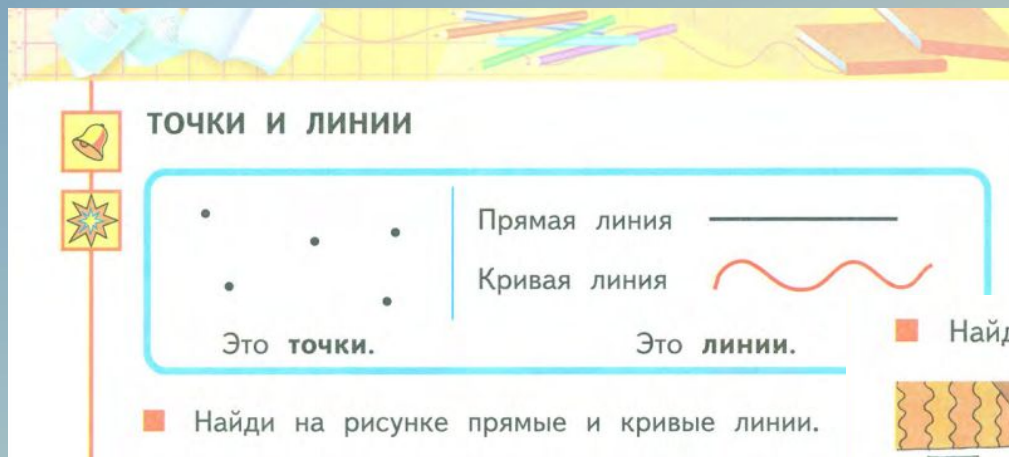 ТОЧКИ И ЛИНИИ
Прямая линия
Кривая линия
Это точки.
Это линии.
Найди на рисунке прямые и кривые линии.